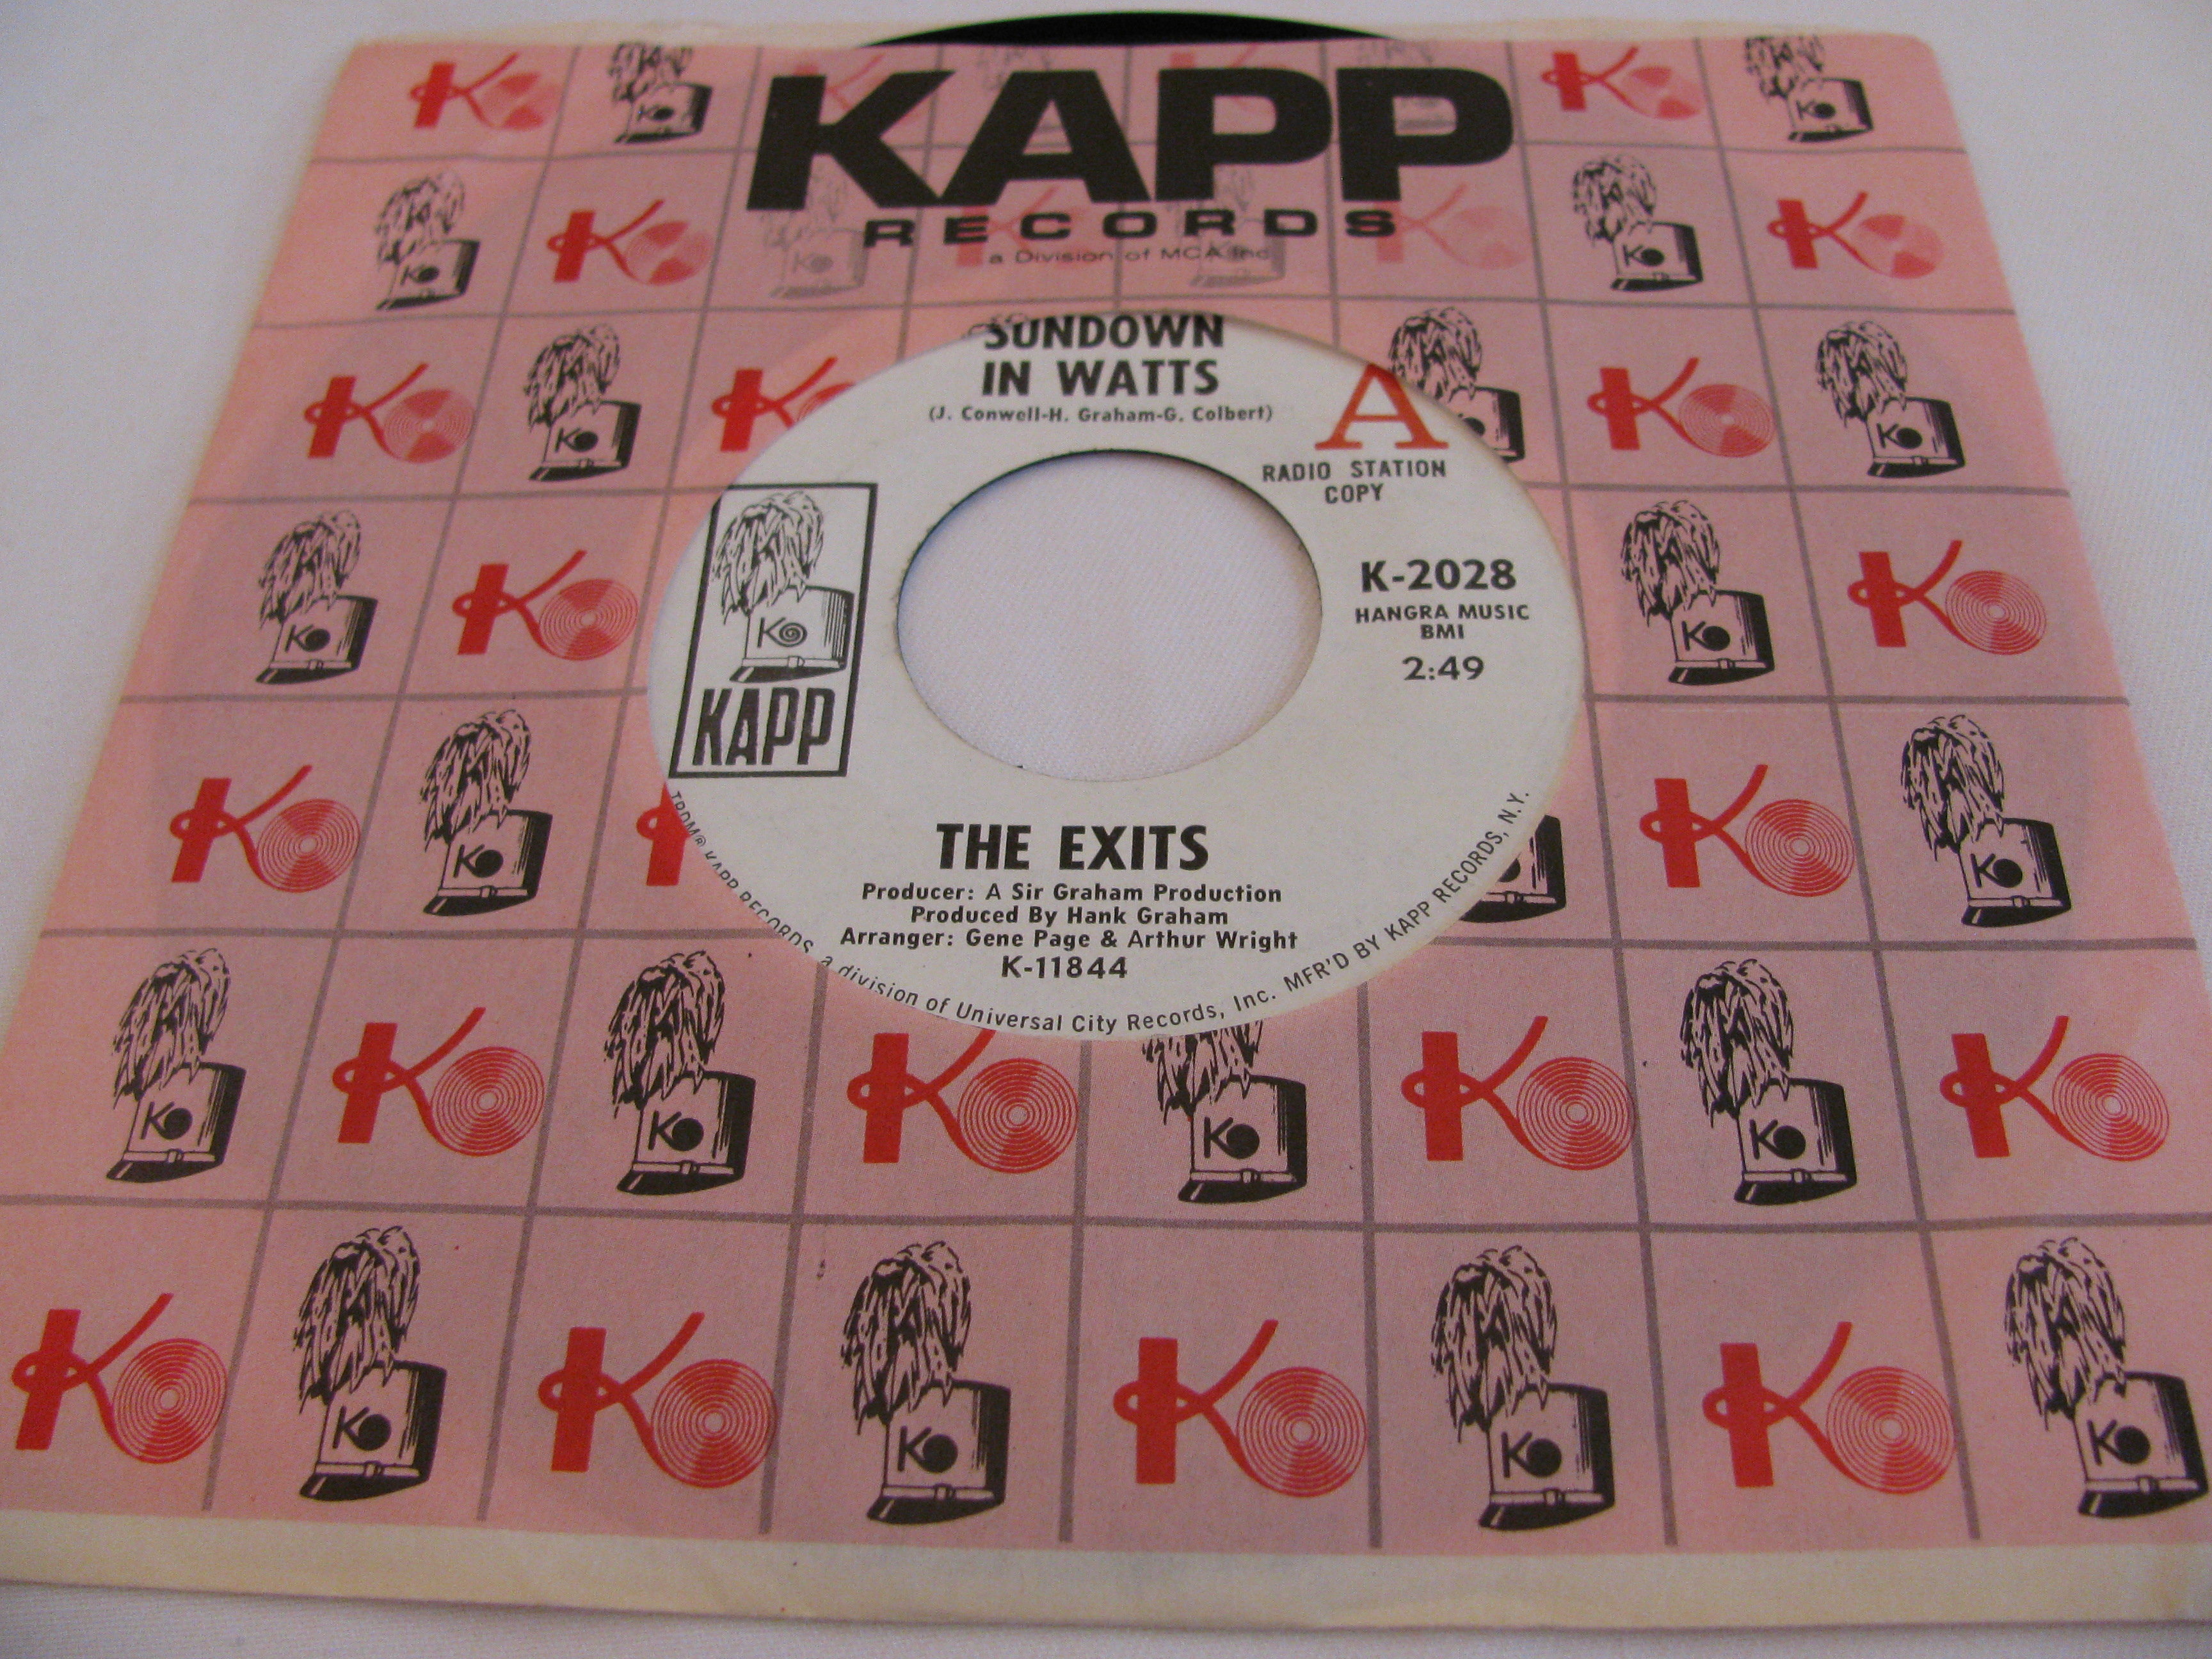 KAPP
RECORDS
a Division of MCA Inc
SUNDOWN
IN WATTS
(J. Conwell-H. Graham-G. Colbert)
A
RADIO STATION
COPY
K-2028
HANGRA MUSIC
BMI
2:49
KAPP
THE EXITS
Producer: A Sir Graham Production
Produced By Hank Graham
Arranger: Gene Page & Arthur Wright
K-11844
KAPP RECORDS, a division of Universal City Records, Inc. MFR'D BY KAPP RECORDS, N.Y.